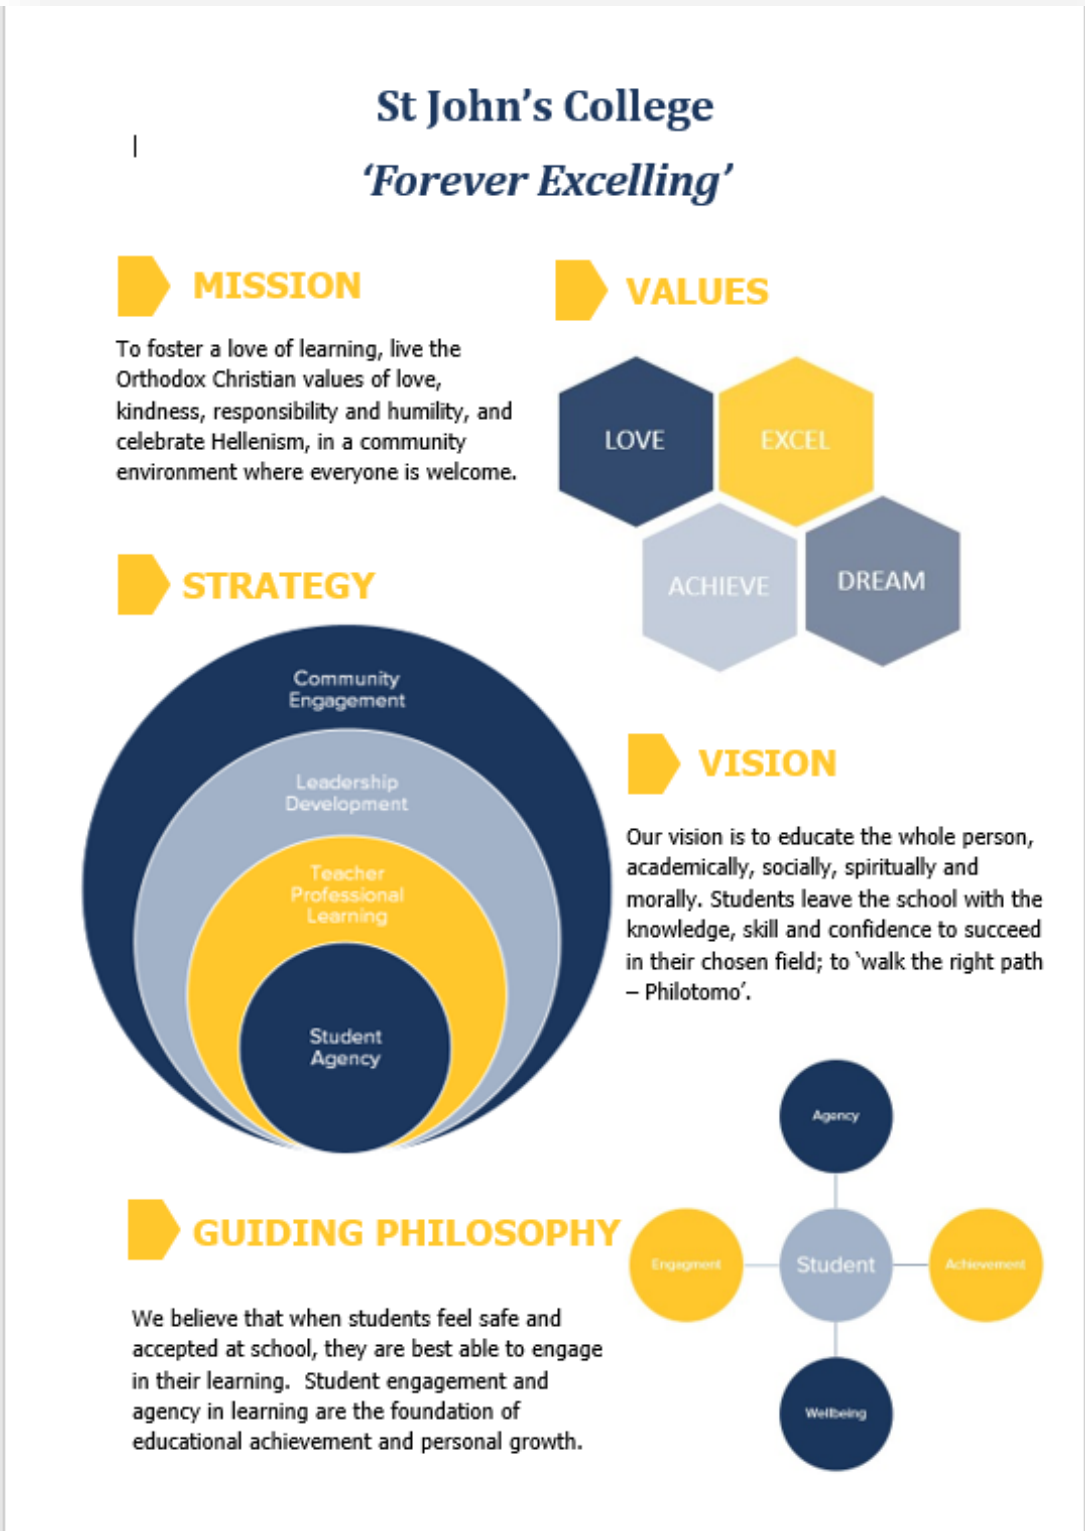 St John’s College
‘Forever Excelling’
MISSION
To foster a love of learning, live the
Orthodox Christian values of love,
kindness, responsibility and humility, and
celebrate Hellenism, in a community
environment where everyone is welcome.
VALUES
LOVE
EXCEL
ACHIEVE
DREAM
STRATEGY
Community
Engagement
Leadership
Development
Teacher
Professional
Learning
Student
Agency
VISION
Our vision is to educate the whole person,
academically, socially, spiritually and
morally. Students leave the school with the
knowledge, skill and confidence to succeed
in their chosen field; to ‘walk the right path
– Philotomo’.
GUIDING PHILOSOPHY
We believe that when students feel safe and
accepted at school, they are best able to engage
in their learning.  Student engagement and
agency in learning are the foundation of
educational achievement and personal growth.
Agency
Engagment
Student
Achievement
Wellbeing